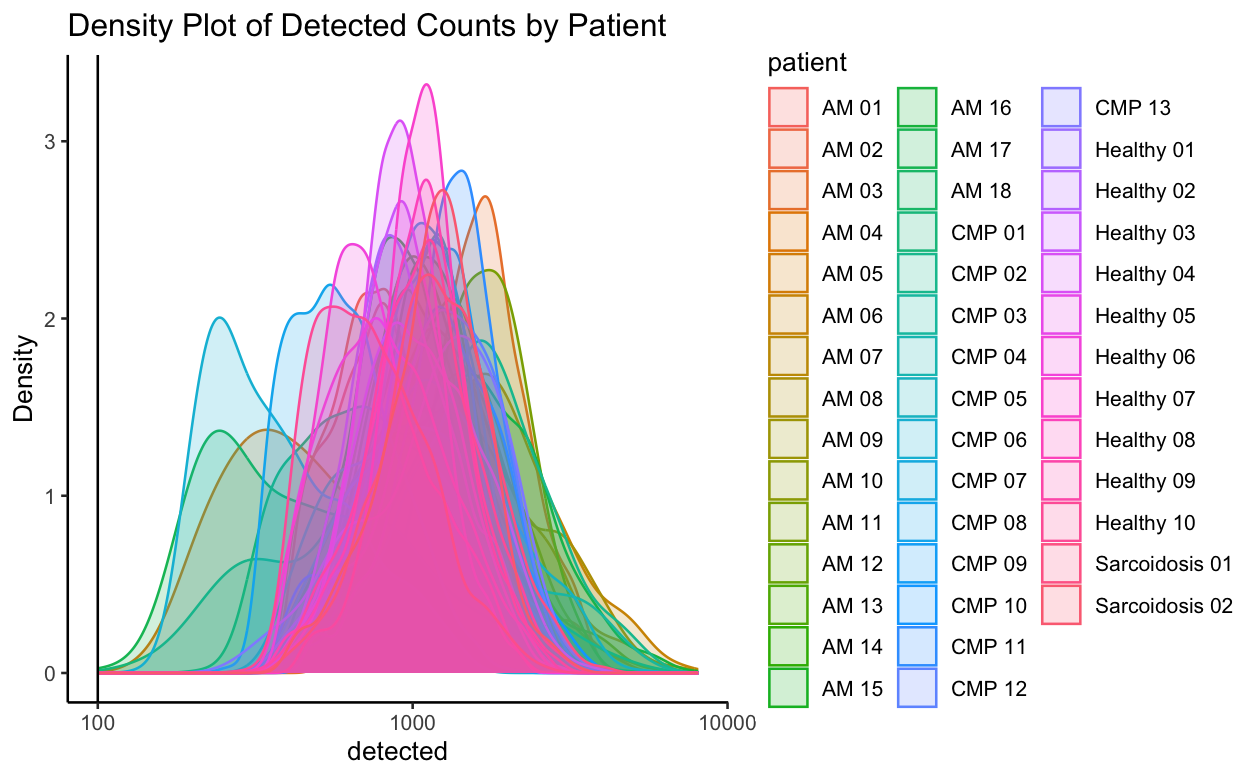 Density Plot of Detected Counts by Patient
3
2
1
0
Density
100
1000
10000
detected
patient
AM 01
AM 02
AM 03
AM 04
AM 05
AM 06
AM 07
AM 08
AM 09
AM 10
AM 11
AM 12
AM 13
AM 14
AM 15
AM 16
AM 17
AM 18
CMP 01
CMP 02
CMP 03
CMP 04
CMP 05
CMP 06
CMP 07
CMP 08
CMP 09
CMP 10
CMP 11
CMP 12
CMP 13
Healthy 01
Healthy 02
Healthy 03
Healthy 04
Healthy 05
Healthy 06
Healthy 07
Healthy 08
Healthy 09
Healthy 10
Sarcoidosis 01
Sarcoidosis 02